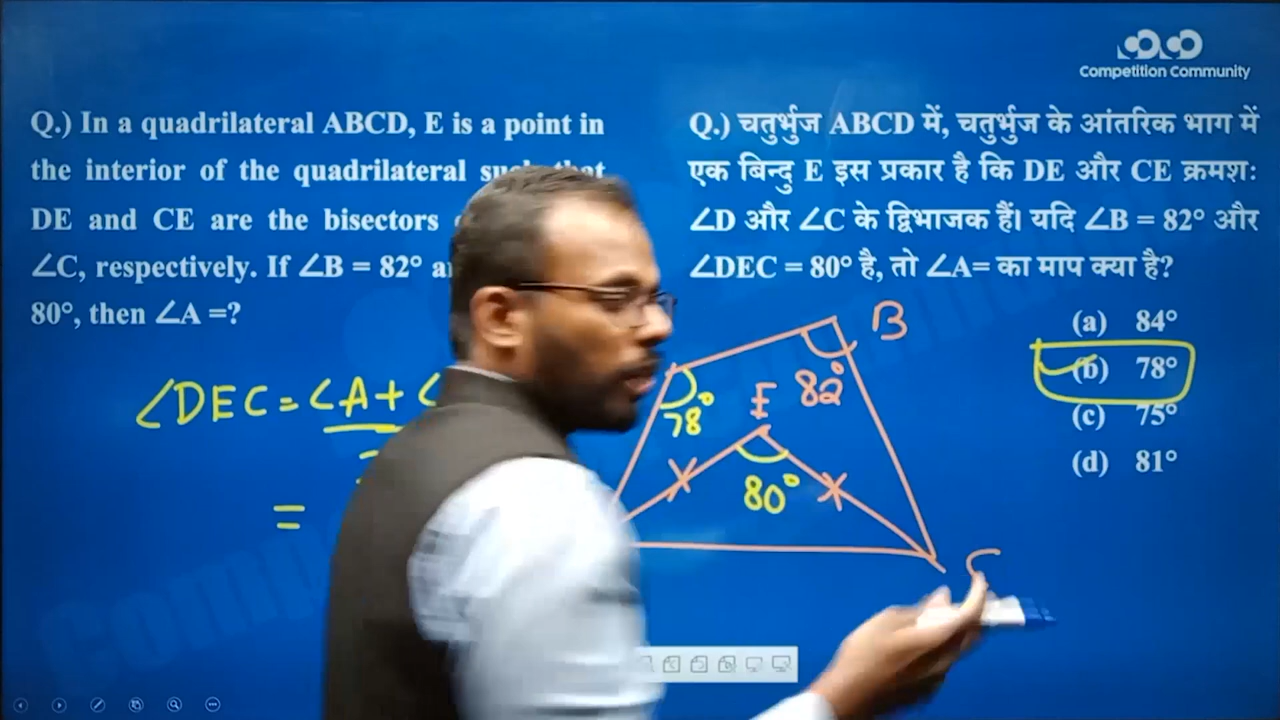 Competition Community
Q.) In a quadrilateral ABCD, E is a point in
the interior of the quadrilateral such that
DE and CE are the bisectors
∠C, respectively. If ∠B = 82°
80°, then ∠A =?
Q.) चतुर्भुज ABCD में, चतुर्भुज के आंतरिक भाग में
एक बिन्दु E इस प्रकार है कि DE और CE क्रमश:
∠D और ∠C के द्विभाजक हैं। यदि ∠B = 82° और
∠DEC = 80° है, तो ∠A= का माप क्या है?
(a) 84°
(b) 78°
(c) 75°
(d) 81°
∠DEC = ∠A + ∠
=
B
82°
78°
E
80°
C